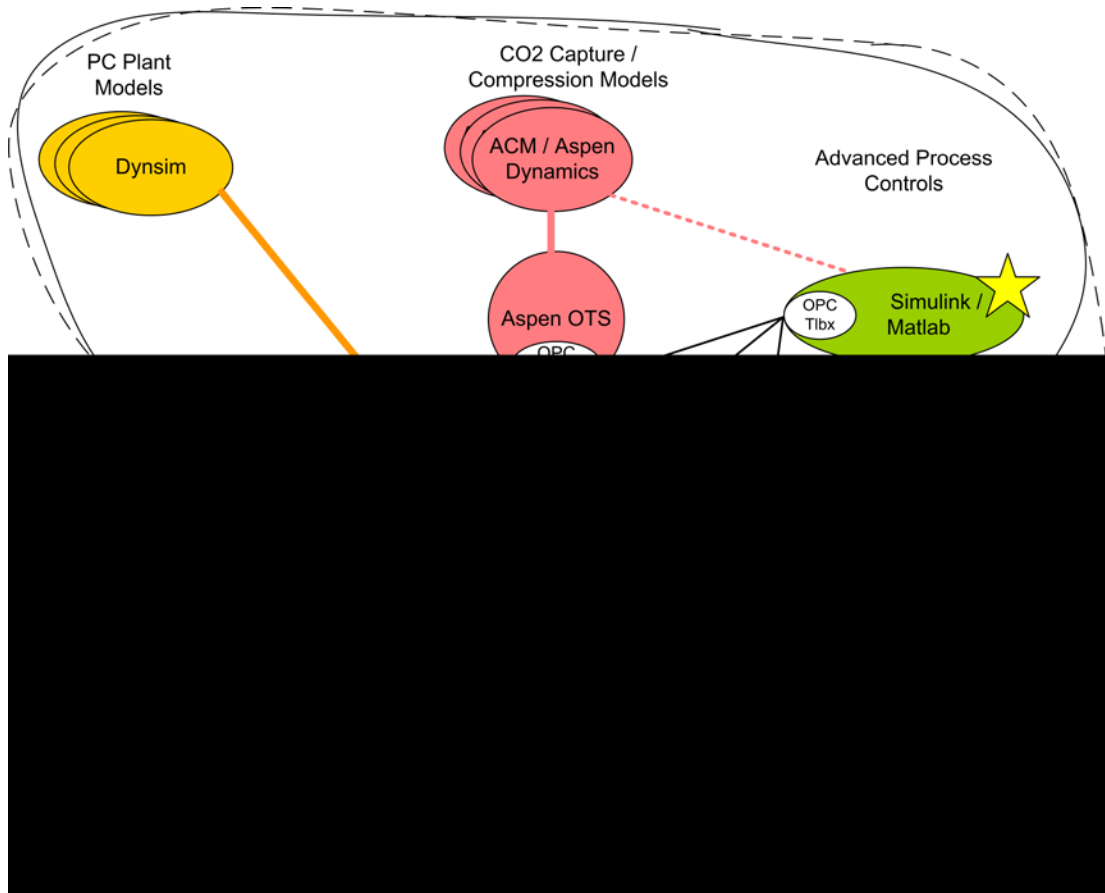 PC Plant
Models
CO2 Capture /
Compression Models
Dynsim
ACM / Aspen
Dynamics
Advanced Process
Controls
Aspen OTS
OPC
OPC
Tlbx
Simulink /
Matlab